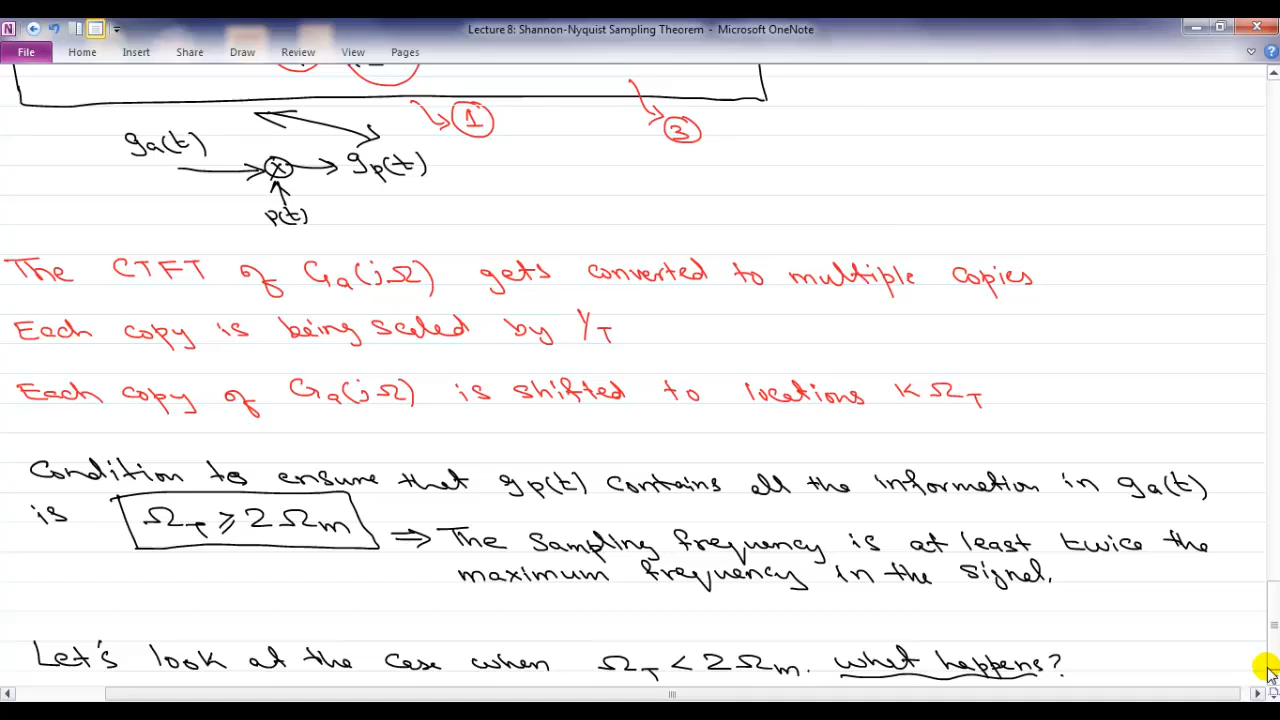 Lecture 8: Shannon-Nyquist Sampling Theorem - Microsoft OneNote
File Home Insert Share Draw Review View Pages
1
3
ga(t)
gp(t)
p(t)
The CTFT of Ga(jΩ) gets converted to multiple copies
Each copy is being scaled by 1/T
Each copy of Ga(jΩ) is shifted to locations KΩT
Condition to ensure that gp(t) contains all the information in ga(t)
is ΩT ≥ 2Ωm ⇒ The sampling frequency is at least twice the
maximum frequency in the signal.
Let's look at the case when ΩT < 2Ωm. what happens?